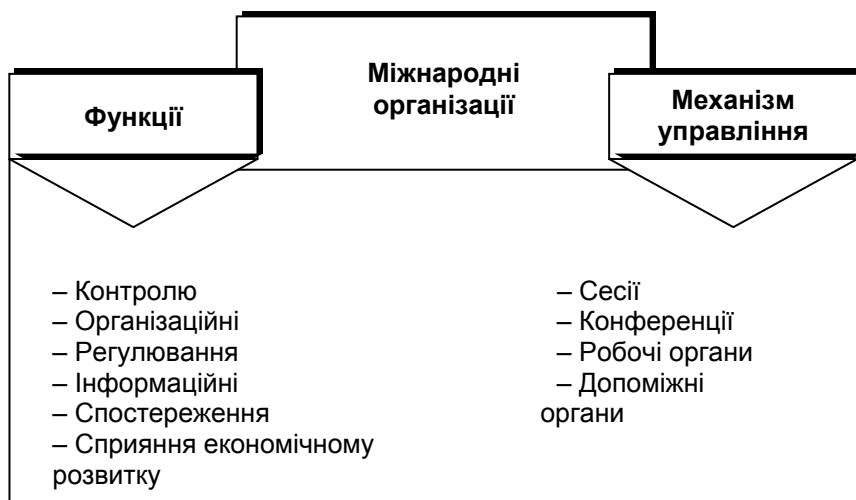 Міжнародні
організації
Функції
Механізм
управління
– Контролю
– Організаційні
– Регулювання
– Інформаційні
– Спостереження
– Сприяння економічному
розвитку
– Сесії
– Конференції
– Робочі органи
– Допоміжні
органи